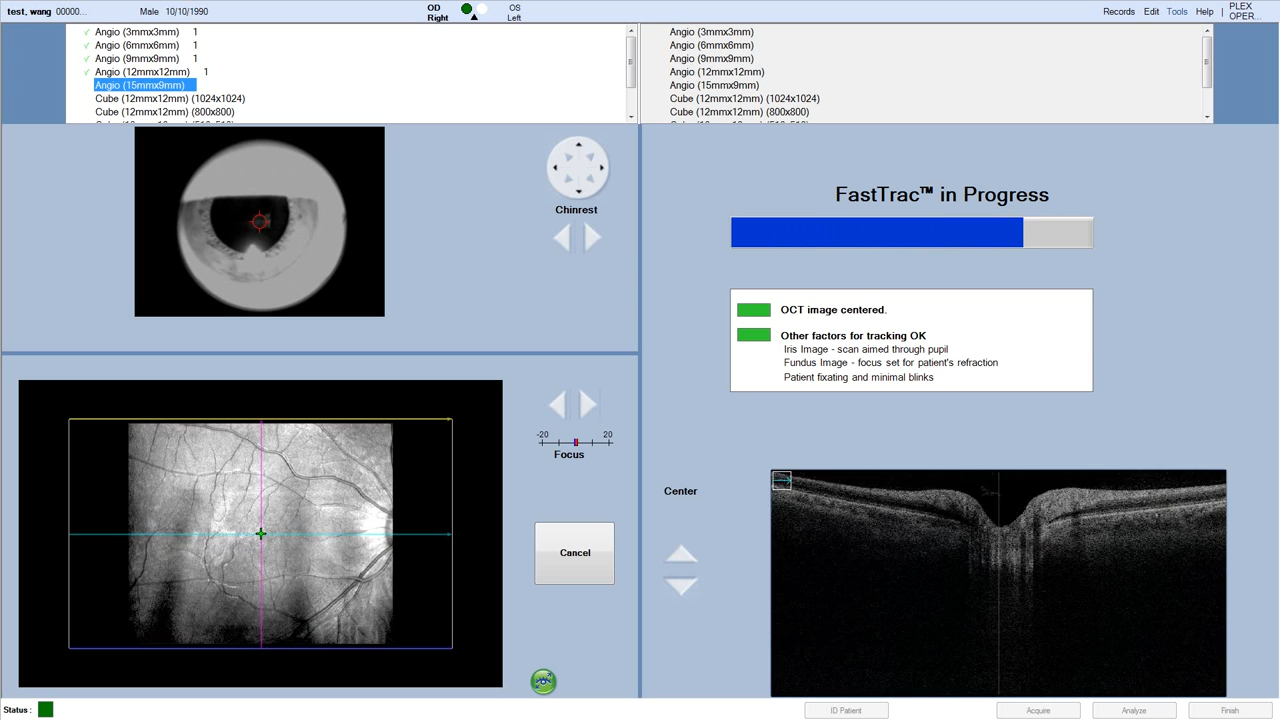 test, wang 00000... Male 10/10/1990 OD Right OS Left Records Edit Tools Help | PLEX OPER...
Angio (3mmx3mm) 1
Angio (6mmx6mm) 1
Angio (9mmx9mm) 1
Angio (12mmx12mm) 1
Angio (15mmx9mm)
Cube (12mmx12mm) (1024x1024)
Cube (12mmx12mm) (800x800)
Angio (3mmx3mm)
Angio (6mmx6mm)
Angio (9mmx9mm)
Angio (12mmx12mm)
Angio (15mmx9mm)
Cube (12mmx12mm) (1024x1024)
Cube (12mmx12mm) (800x800)
Chinrest
FastTrac™ in Progress
OCT image centered.
Other factors for tracking OK
Iris Image - scan aimed through pupil
Fundus Image - focus set for patient's refraction
Patient fixating and minimal blinks
-20 20
Focus
Cancel
Center
Status :
ID Patient
Acquire
Analyze
Finish